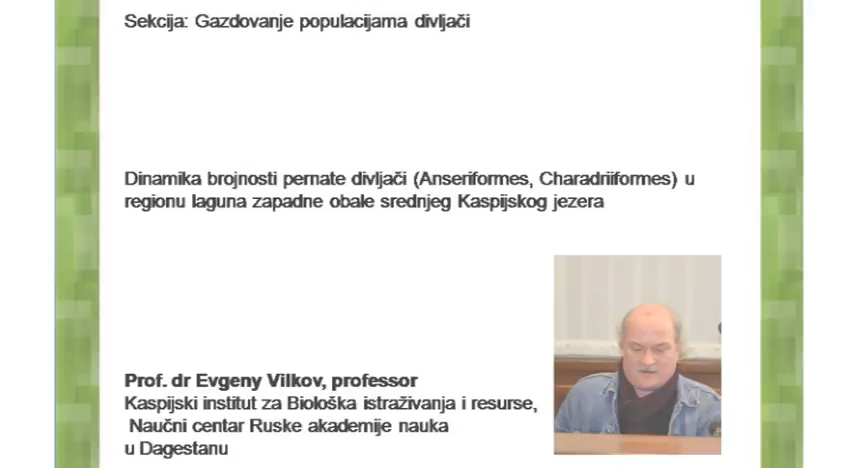 Sekcija: Gazdovanje populacijama divljači
Dinamika brojnosti pernate divljači (Anseriformes, Charadriiformes) u
regionu laguna zapadne obale srednjeg Kaspijskog jezera
Prof. dr Evgeny Vilkov, professor
Kaspijski institut za Biološka istraživanja i resurse,
Naučni centar Ruske akademije nauka
u Dagestanu